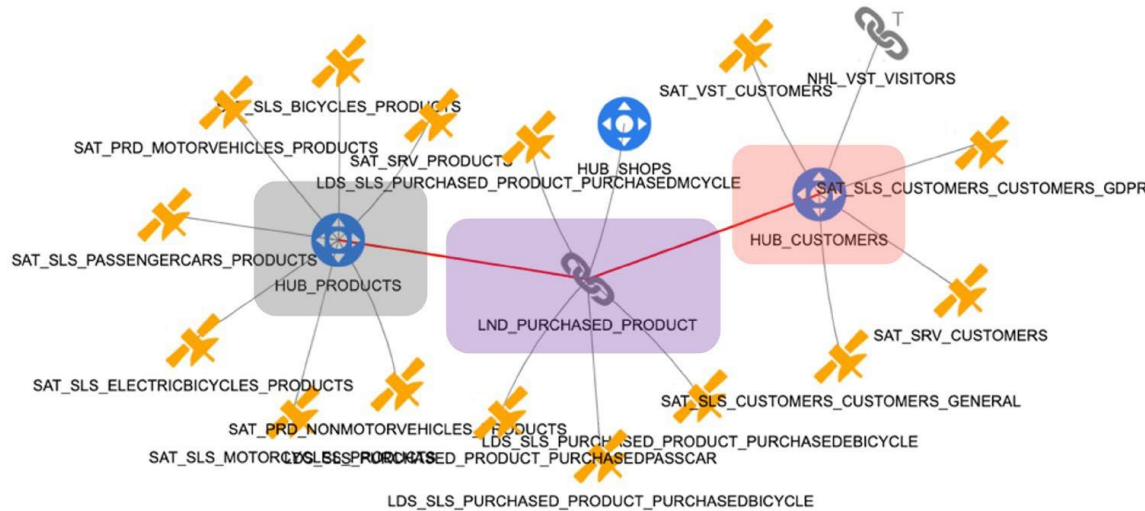 T
NHL_VST_VISITORS
SAT_VST_CUSTOMERS
SAT_SLS_BICYCLES_PRODUCTS
SAT_PRD_MOTORVEHICLES_PRODUCTS
SAT_SRV_PRODUCTS
HUB_SHOPS
LDS_SLS_PURCHASED_PRODUCT_PURCHASEDMCYCLE
SAT_SLS_CUSTOMERS_CUSTOMERS_GDPR
HUB_CUSTOMERS
SAT_SLS_PASSENGERCARS_PRODUCTS
HUB_PRODUCTS
LND_PURCHASED_PRODUCT
SAT_SRV_CUSTOMERS
SAT_SLS_ELECTRICBICYCLES_PRODUCTS
SAT_SLS_CUSTOMERS_CUSTOMERS_GENERAL
SAT_PRD_NONMOTORVEHICLES_PRODUCTS
LDS_SLS_PURCHASED_PRODUCT_PURCHASEDEBICYCLE
SAT_SLS_MOTORCYCLES_PRODUCTS
LDS_SLS_PURCHASED_PRODUCT_PURCHASEDPASSCAR
LDS_SLS_PURCHASED_PRODUCT_PURCHASEDBICYCLE